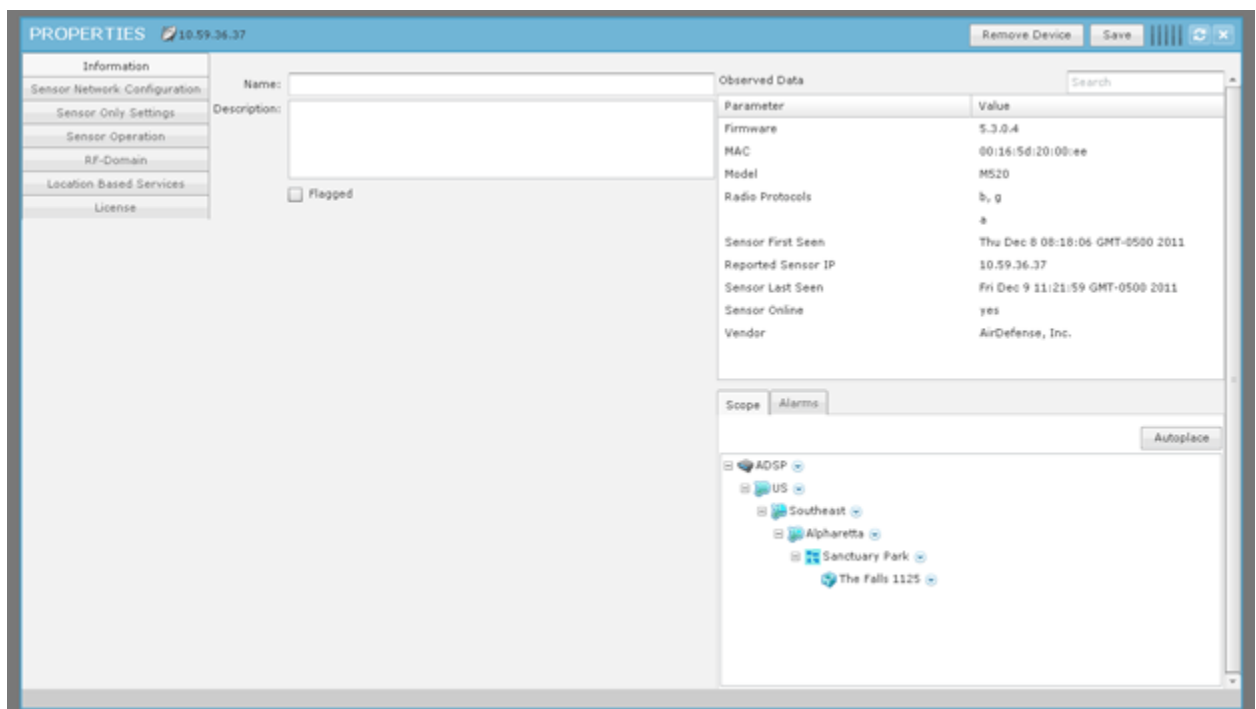 PROPERTIES 10.59.36.37
Remove Device Save
Information
Sensor Network Configuration
Sensor Only Settings
Sensor Operation
RF-Domain
Location Based Services
License
Name:
Description:
Flagged
Observed Data
Search
Parameter Value
Firmware 5.3.0.4
MAC 00:16:5d:20:00:ee
Model M520
Radio Protocols b, g
a
Sensor First Seen Thu Dec 8 08:18:06 GMT-0500 2011
Reported Sensor IP 10.59.36.37
Sensor Last Seen Fri Dec 9 11:21:59 GMT-0500 2011
Sensor Online yes
Vendor AirDefense, Inc.
Scope Alarms
Autoplace
ADSP
US
Southeast
Alpharetta
Sanctuary Park
The Falls 1125